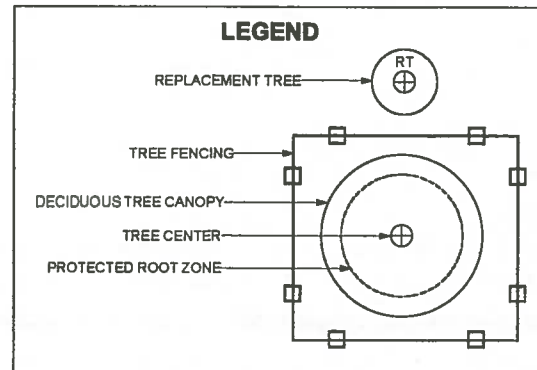 LEGEND
RT
REPLACEMENT TREE
TREE FENCING
DECIDUOUS TREE CANOPY
TREE CENTER
PROTECTED ROOT ZONE